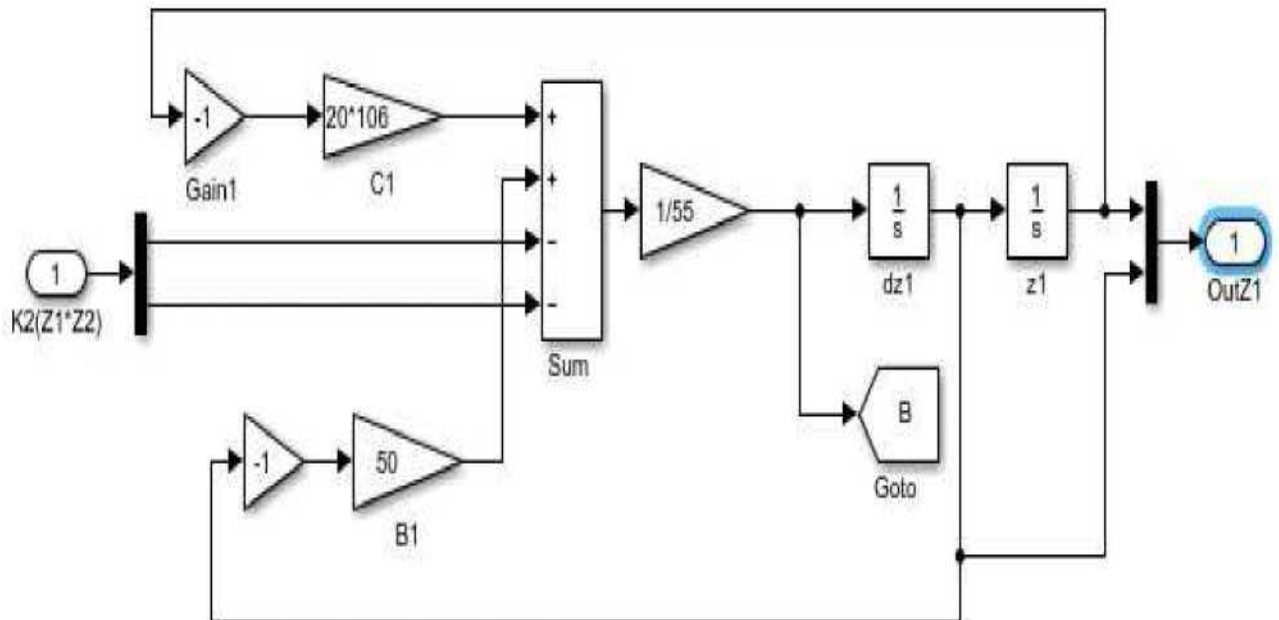 -1
Gain1
20*106
C1
+
+
-
-
Sum
1/55
1
s
dz1
1
s
z1
1
OutZ1
1
K2(Z1*Z2)
B
Goto
-1
50
B1